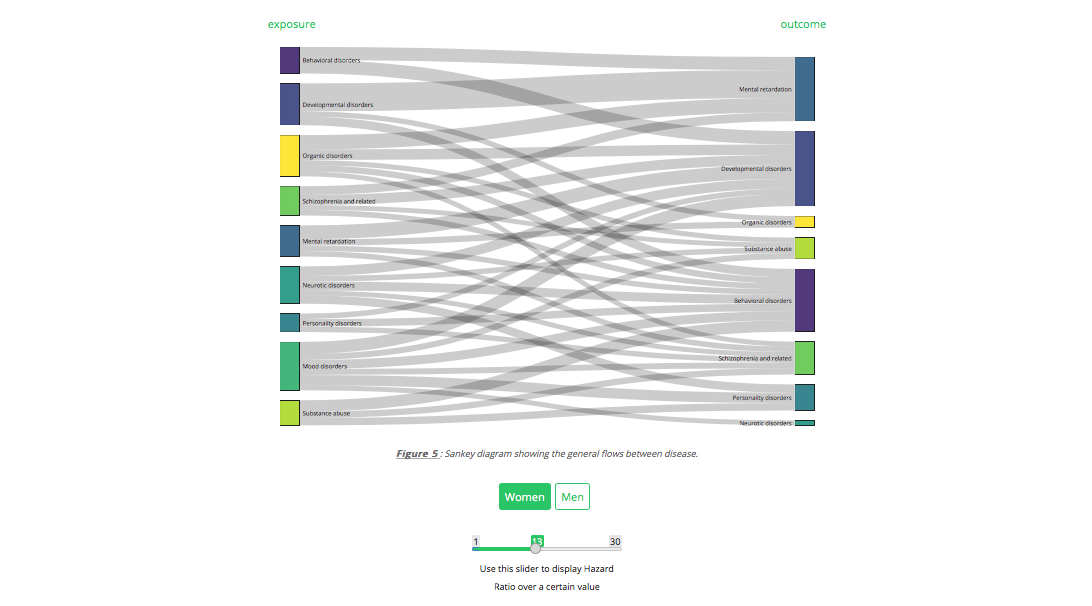 exposure
outcome
Behavioral disorders
Developmental disorders
Organic disorders
Schizophrenia and related
Mental retardation
Neurotic disorders
Personality disorders
Mood disorders
Substance abuse
Mental retardation
Developmental disorders
Organic disorders
Substance abuse
Behavioral disorders
Schizophrenia and related
Personality disorders
Neurotic disorders
Figure 5 : Sankey diagram showing the general flows between disease.
Women Men
1 13 30
Use this slider to display Hazard
Ratio over a certain value